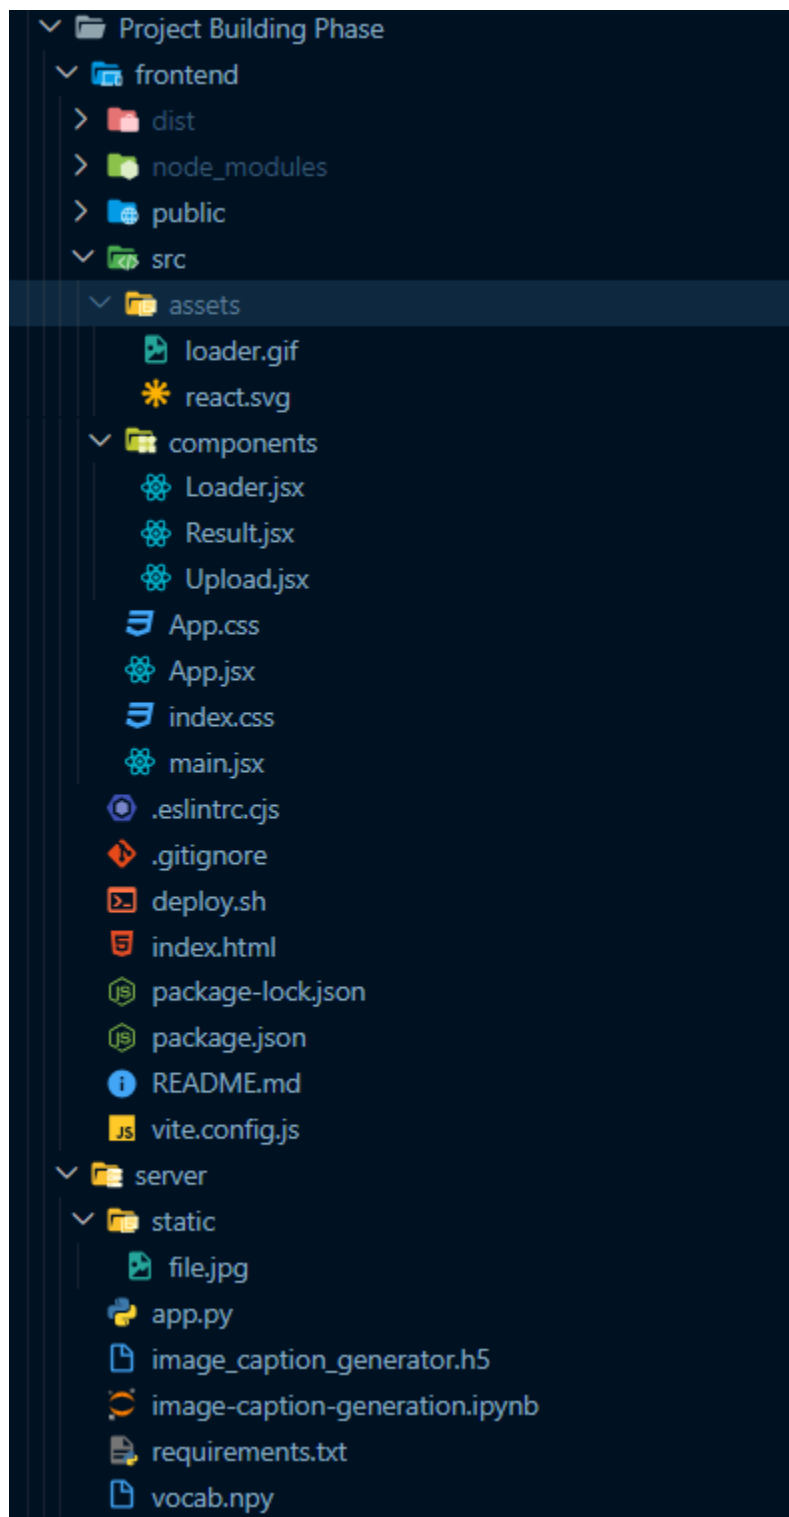 Project Building Phase
frontend
dist
node_modules
public
src
assets
loader.gif
react.svg
components
Loader.jsx
Result.jsx
Upload.jsx
App.css
App.jsx
index.css
main.jsx
.eslintrc.cjs
.gitignore
deploy.sh
index.html
package-lock.json
package.json
README.md
vite.config.js
server
static
file.jpg
app.py
image_caption_generator.h5
image-caption-generation.ipynb
requirements.txt
vocab.npy